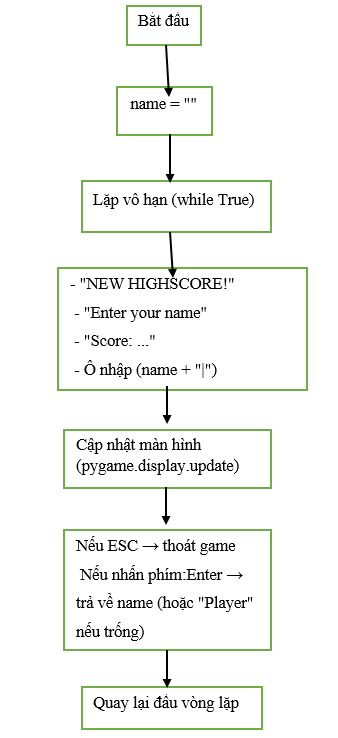 Bắt đầu
name = ""
Lặp vô hạn (while True)
- "NEW HIGHSCORE!"
- "Enter your name"
- "Score: ..."
- Ô nhập (name + "|")
Cập nhật màn hình
(pygame.display.update)
Nếu ESC → thoát game
Nếu nhấn phím:Enter →
trả về name (hoặc "Player"
nếu trống)
Quay lại đầu vòng lặp